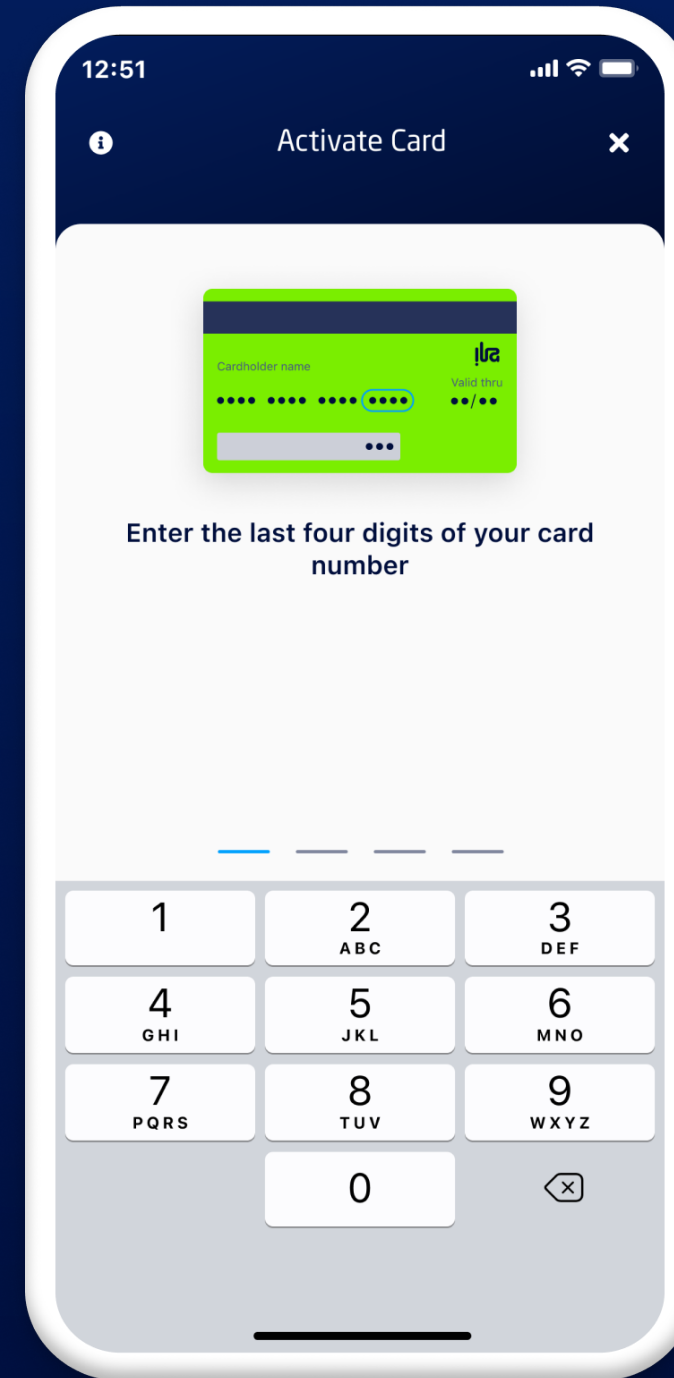 12:51
Activate Card
ila
Cardholder name
Valid thru
•••• •••• •••• ••••
••/••
•••
Enter the last four digits of your card
number
1
2
ABC
3
DEF
4
GHI
5
JKL
6
MNO
7
PQRS
8
TUV
9
WXYZ
0